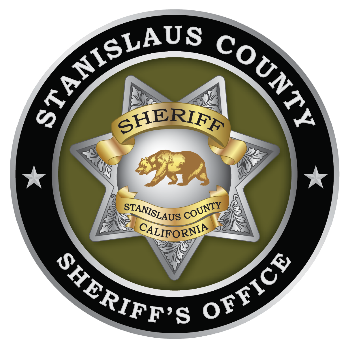 STANISLAUS COUNTY
SHERIFF
STANISLAUS COUNTY
CALIFORNIA
SHERIFF'S OFFICE